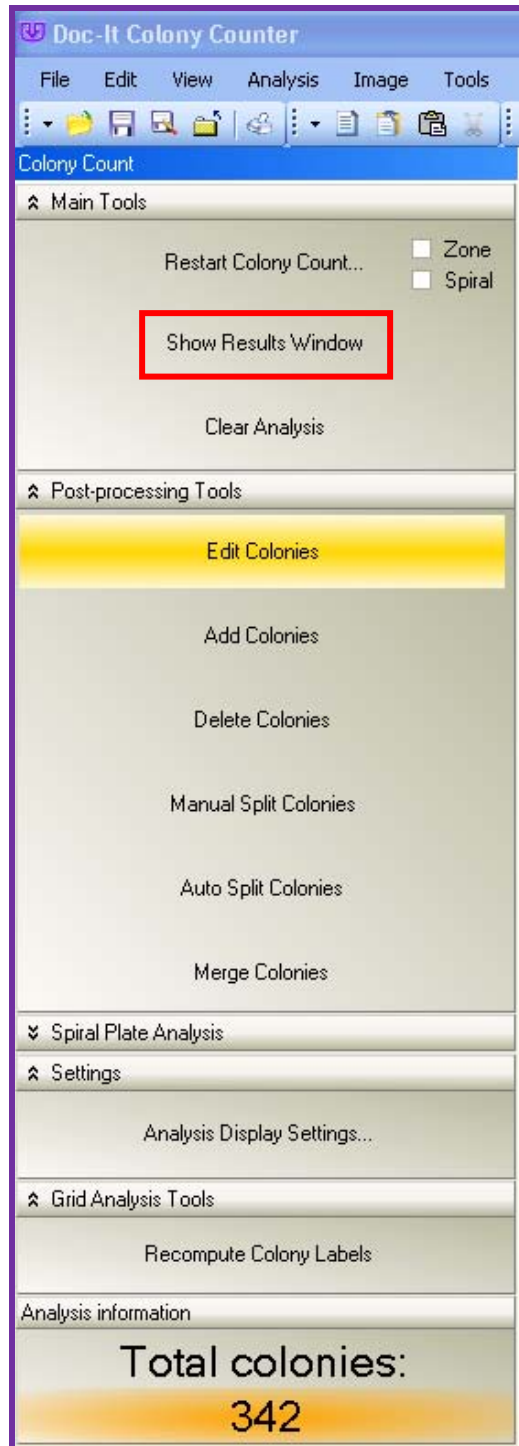 Doc-It Colony Counter
File Edit View Analysis Image Tools
Colony Count
Main Tools
Restart Colony Count...
Zone
Spiral
Show Results Window
Clear Analysis
Post-processing Tools
Edit Colonies
Add Colonies
Delete Colonies
Manual Split Colonies
Auto Split Colonies
Merge Colonies
Spiral Plate Analysis
Settings
Analysis Display Settings...
Grid Analysis Tools
Recompute Colony Labels
Analysis information
Total colonies:
342